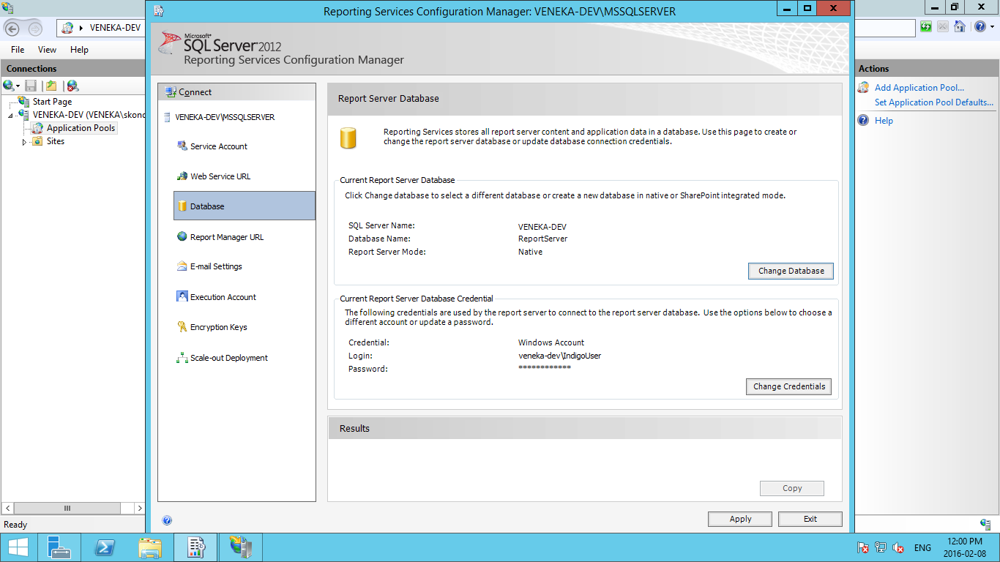 Reporting Services Configuration Manager: VENEKA-DEV\MSSQLSERVER
VENEKA-DEV
File View Help
Connections
Start Page
VENEKA-DEV (VENEKA\skond
Application Pools
Sites
Ready
Microsoft®
SQL Server 2012
Reporting Services Configuration Manager
Connect
VENEKA-DEV\MSSQLSERVER
Service Account
Web Service URL
Database
Report Manager URL
E-mail Settings
Execution Account
Encryption Keys
Scale-out Deployment
Report Server Database
Reporting Services stores all report server content and application data in a database. Use this page to create or
change the report server database or update database connection credentials.
Current Report Server Database
Click Change database to select a different database or create a new database in native or SharePoint integrated mode.
SQL Server Name: VENEKA-DEV
Database Name: ReportServer
Report Server Mode: Native
Change Database
Current Report Server Database Credential
The following credentials are used by the report server to connect to the report server database. Use the options below to choose a
different account or update a password.
Credential: Windows Account
Login: veneka-dev\IndigoUser
Password: ************
Change Credentials
Results
Copy
Apply Exit
Actions
Add Application Pool...
Set Application Pool Defaults...
Help
ENG
12:00 PM
2016-02-08